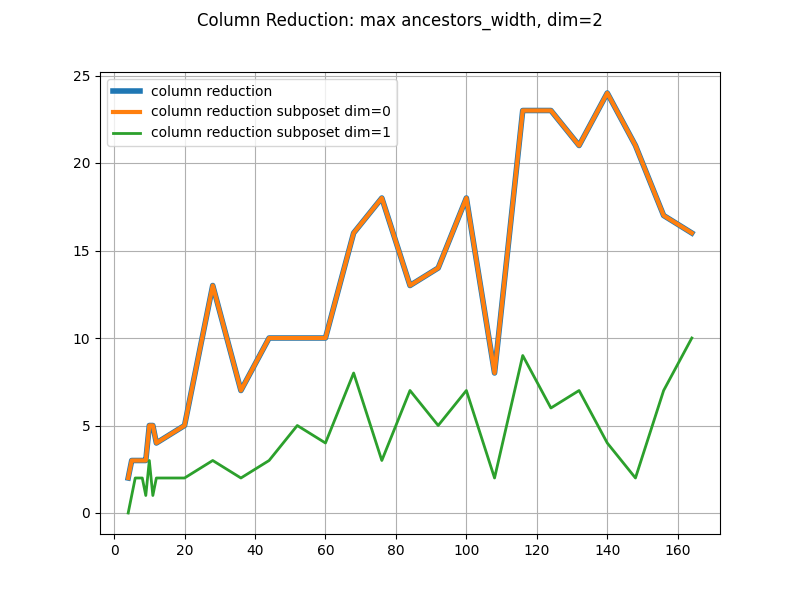 Column Reduction: max ancestors_width, dim=2
column reduction
column reduction subposet dim=0
column reduction subposet dim=1
25
20
15
10
5
0
0 20 40 60 80 100 120 140 160